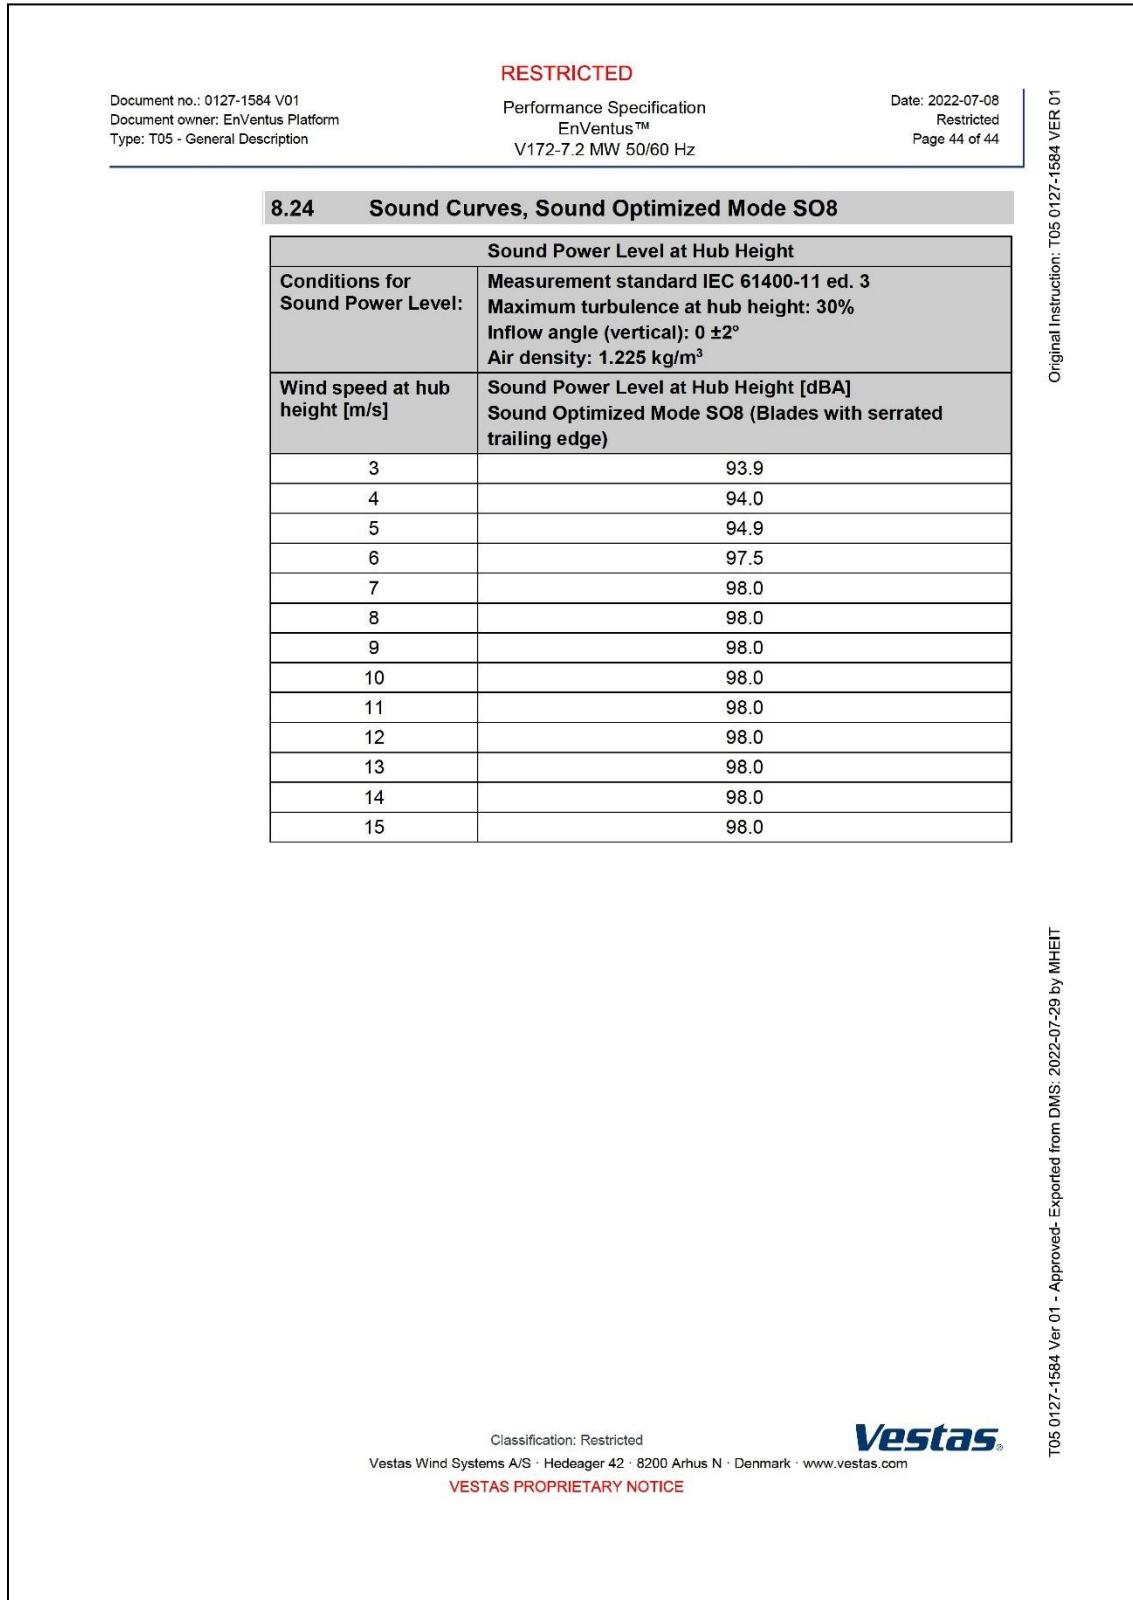 RESTRICTED
Document no.: 0127-1584 V01
Document owner: EnVentus Platform
Type: T05 - General Description
Performance Specification
EnVentus™
V172-7.2 MW 50/60 Hz
Date: 2022-07-08
Restricted
Page 44 of 44
Original Instruction: T05 0127-1584 VER 01
8.24 Sound Curves, Sound Optimized Mode SO8
Sound Power Level at Hub Height
Conditions for
Sound Power Level:
Measurement standard IEC 61400-11 ed. 3
Maximum turbulence at hub height: 30%
Inflow angle (vertical): 0 ±2°
Air density: 1.225 kg/m³
Wind speed at hub
height [m/s]
Sound Power Level at Hub Height [dBA]
Sound Optimized Mode SO8 (Blades with serrated
trailing edge)
3 93.9
4 94.0
5 94.9
6 97.5
7 98.0
8 98.0
9 98.0
10 98.0
11 98.0
12 98.0
13 98.0
14 98.0
15 98.0
T05 0127-1584 Ver 01 - Approved- Exported from DMS: 2022-07-29 by MHEIT
Classification: Restricted
Vestas®
Vestas Wind Systems A/S · Hedeager 42 · 8200 Arhus N · Denmark · www.vestas.com
VESTAS PROPRIETARY NOTICE